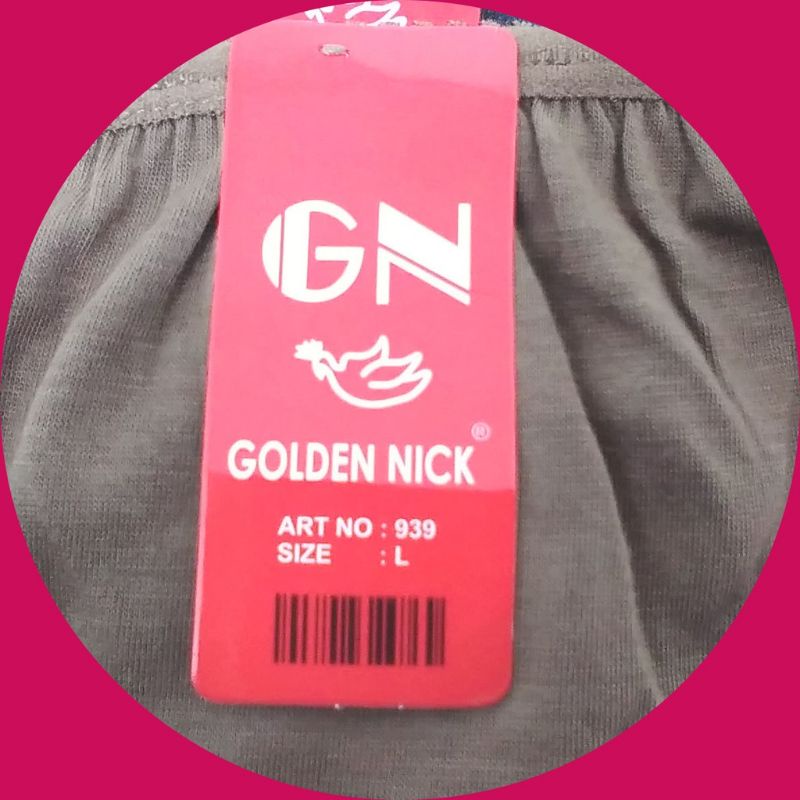 GN
GOLDEN NICK ®
ART NO : 939
SIZE : L